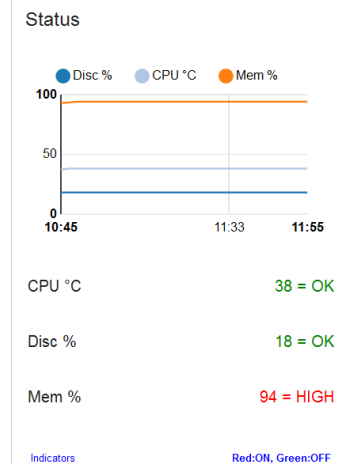 Status
Disc % CPU °C Mem %
100
50
0
10:45 11:33 11:55
CPU °C 38 = OK
Disc % 18 = OK
Mem % 94 = HIGH
Indicators Red:ON, Green:OFF